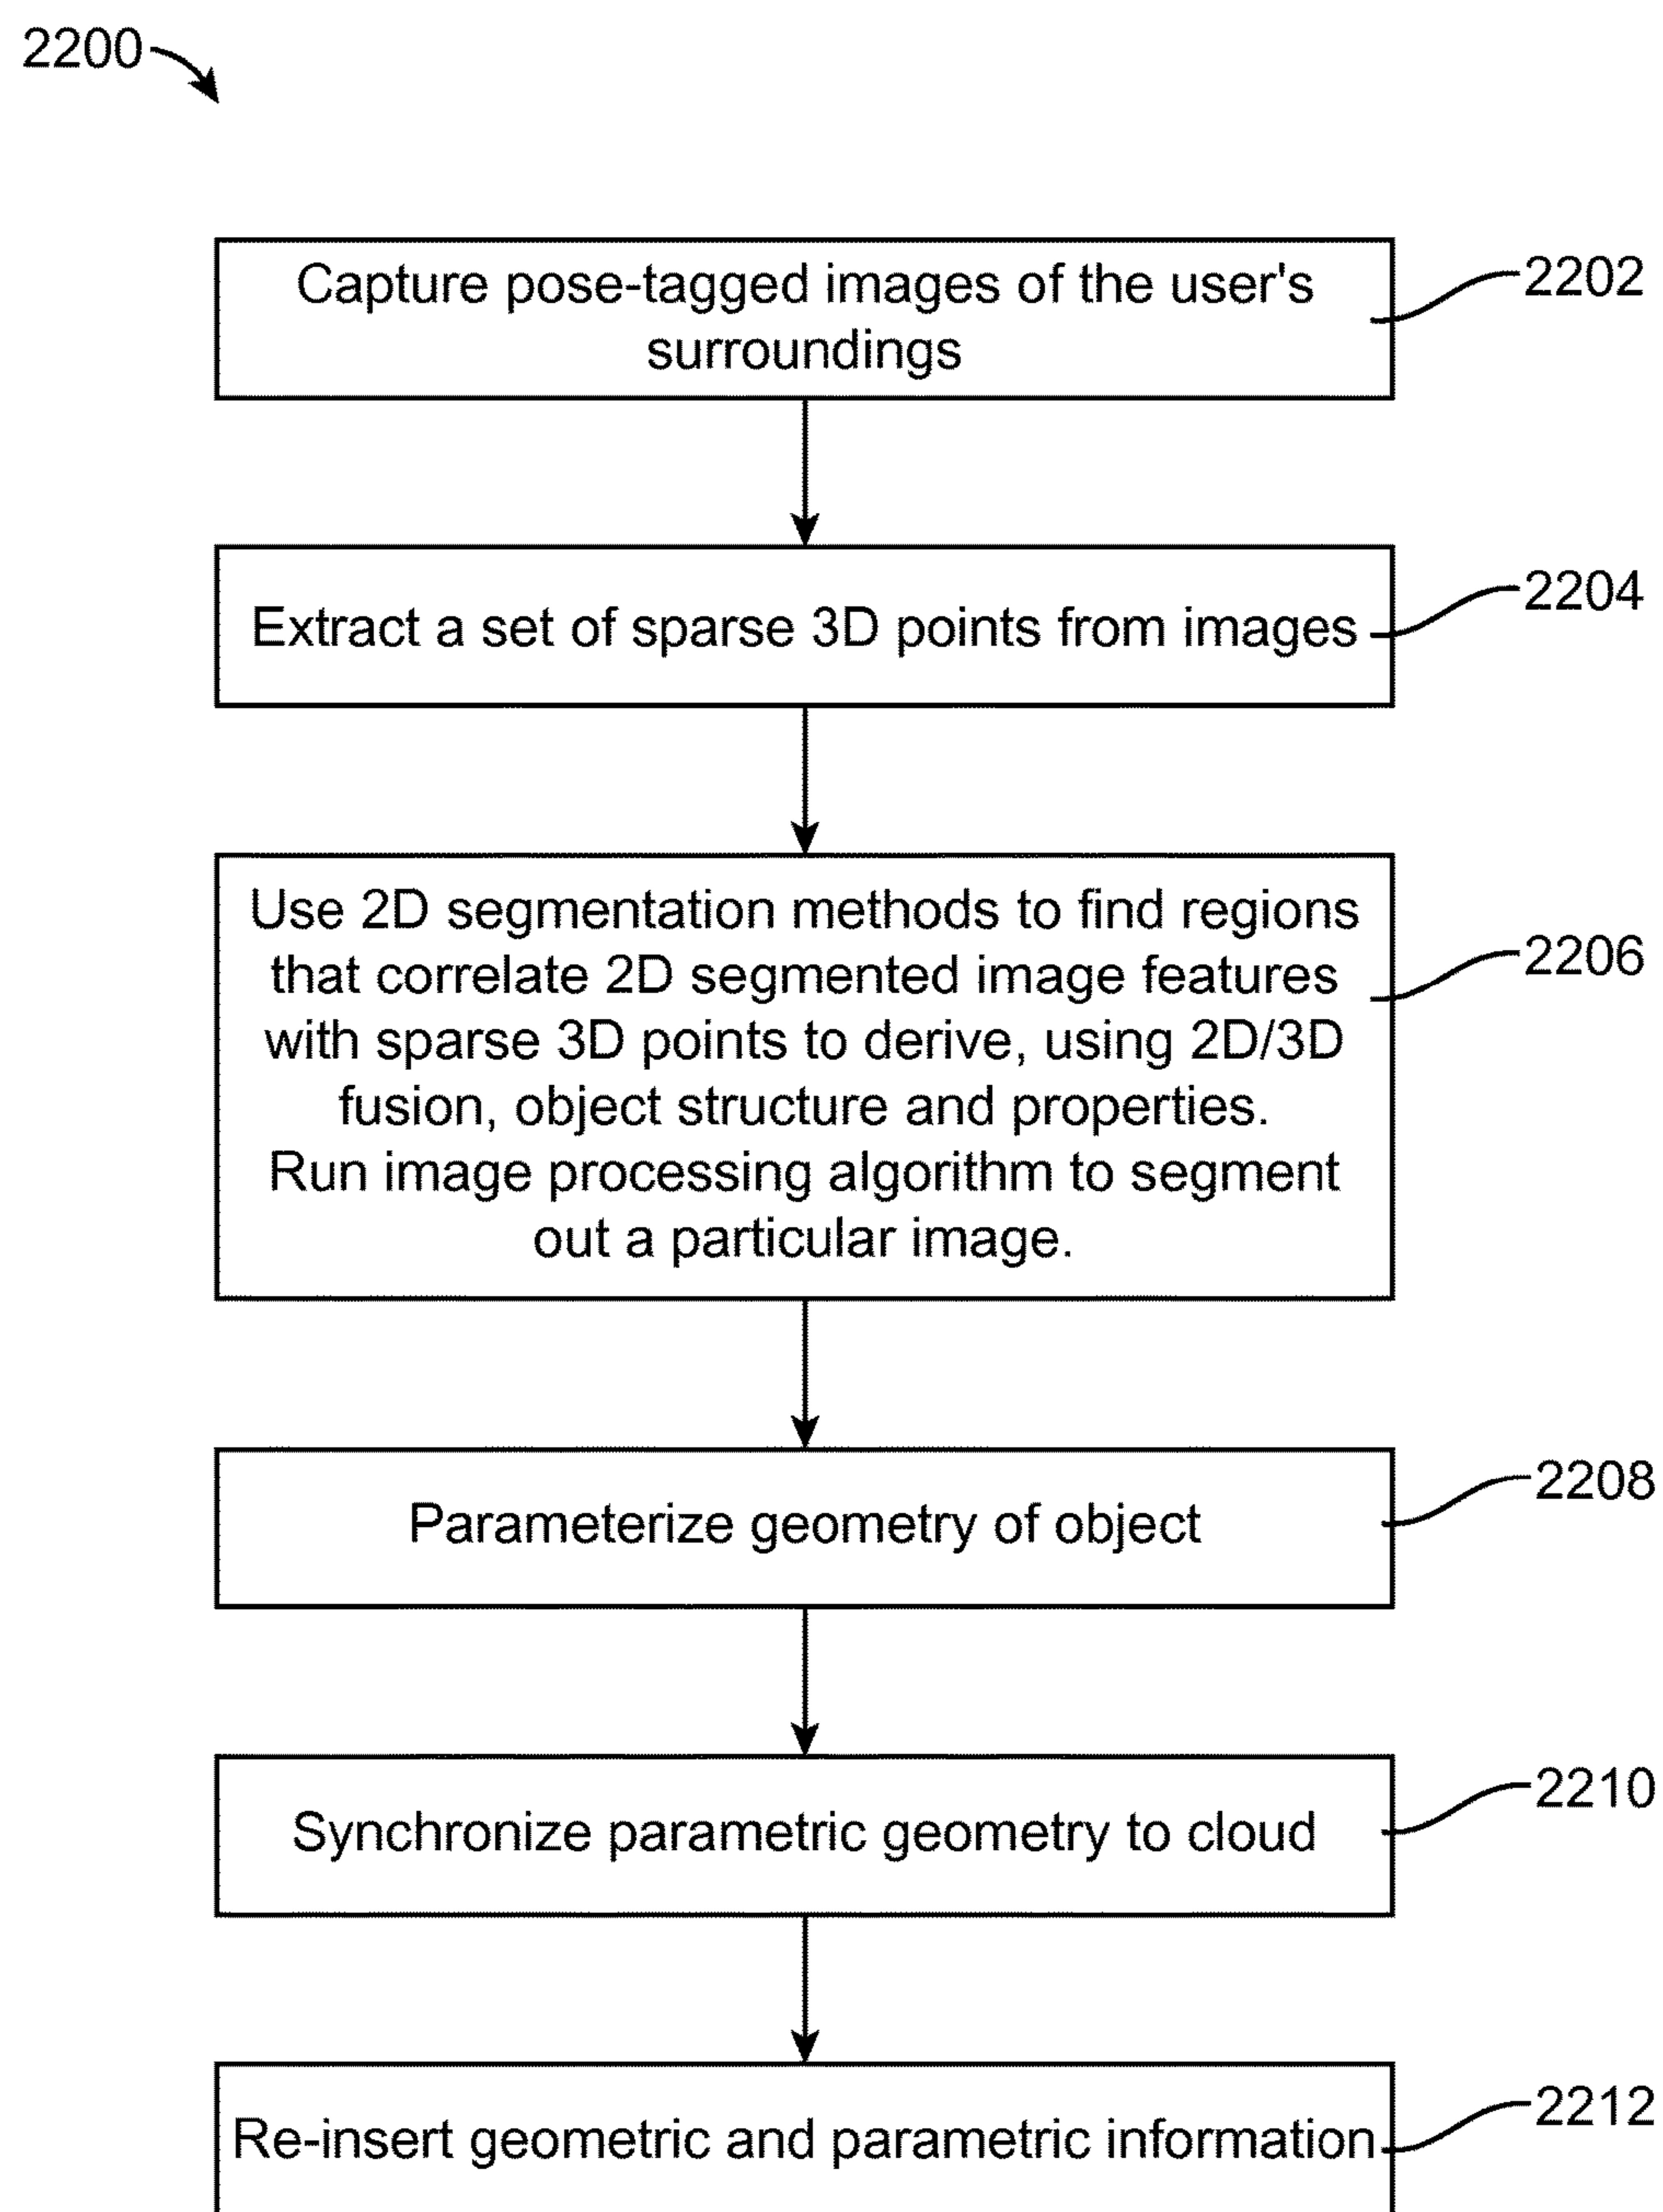 2200
Capture pose-tagged images of the user's
surroundings
2202
Extract a set of sparse 3D points from images
2204
Use 2D segmentation methods to find regions
that correlate 2D segmented image features
with sparse 3D points to derive, using 2D/3D
fusion, object structure and properties.
Run image processing algorithm to segment
out a particular image.
2206
Parameterize geometry of object
2208
Synchronize parametric geometry to cloud
2210
Re-insert geometric and parametric information
2212